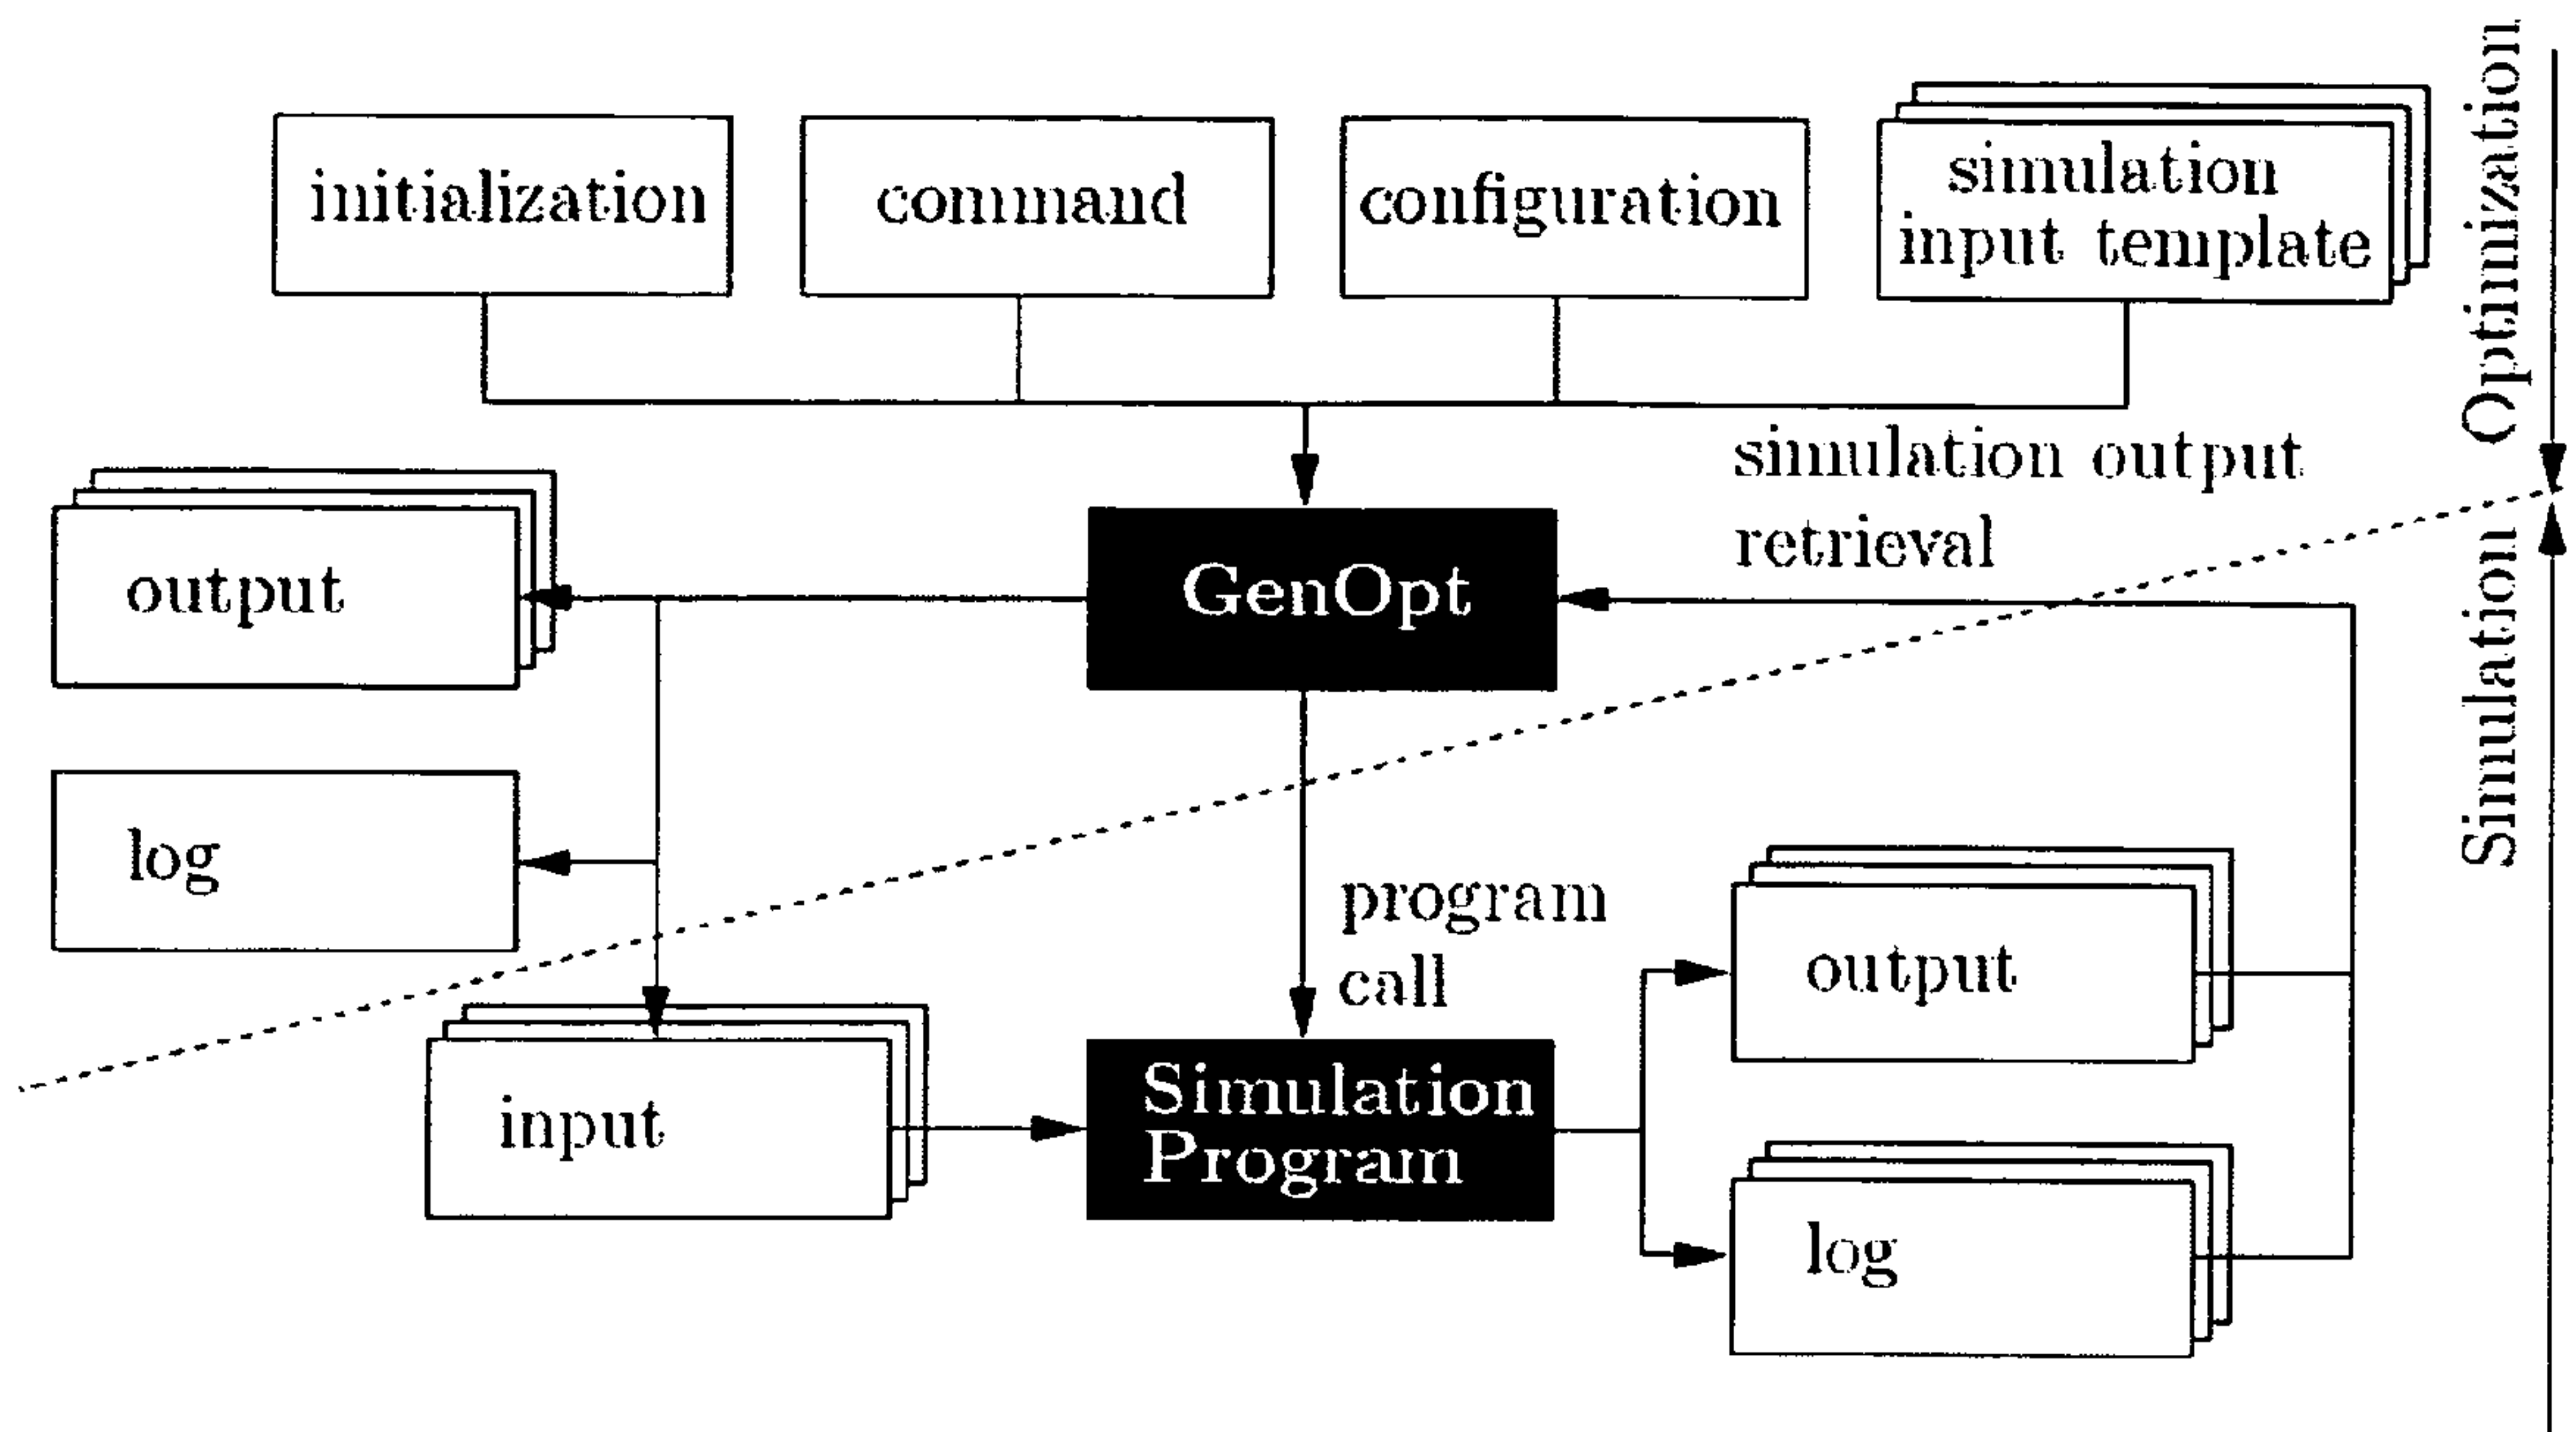 initialization
command
configuration
simulation
input template
Optimization
simulation output
retrieval
output
GenOpt
Simulation
log
program
call
output
input
Simulation
Program
log